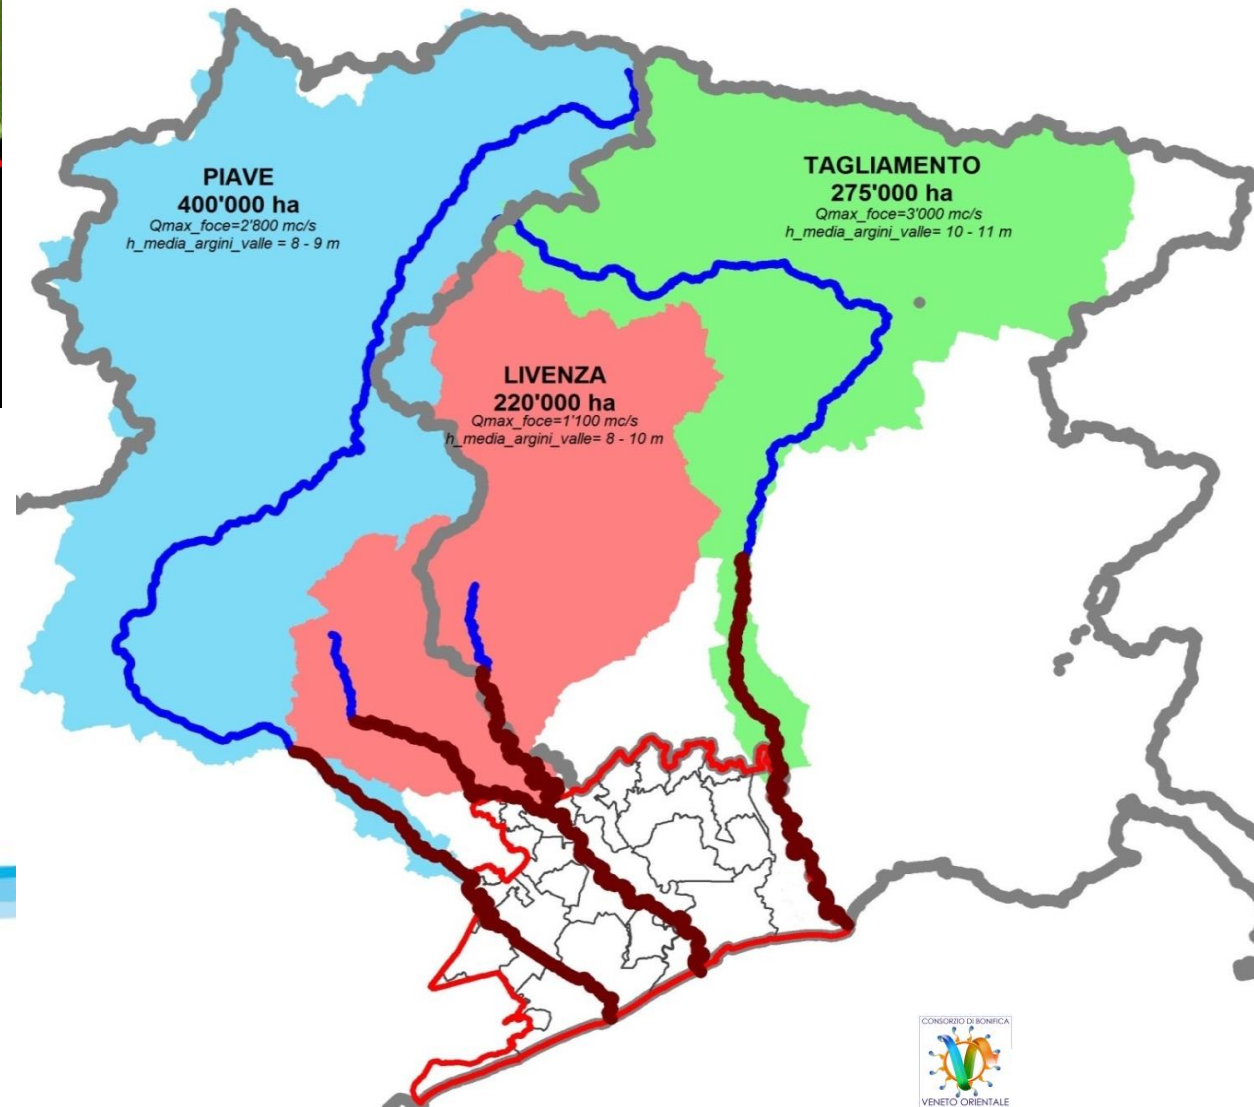 PIAVE
400'000 ha
Qmax_foce=2'800 mc/s
h_media_argini_valle = 8 - 9 m
TAGLIAMENTO
275'000 ha
Qmax_foce=3'000 mc/s
h_media_argini_valle= 10 - 11 m
LIVENZA
220'000 ha
Qmax_foce=1'100 mc/s
h_media_argini_valle= 8 - 10 m
CONSORZIO DI BONIFICA
VENETO ORIENTALE